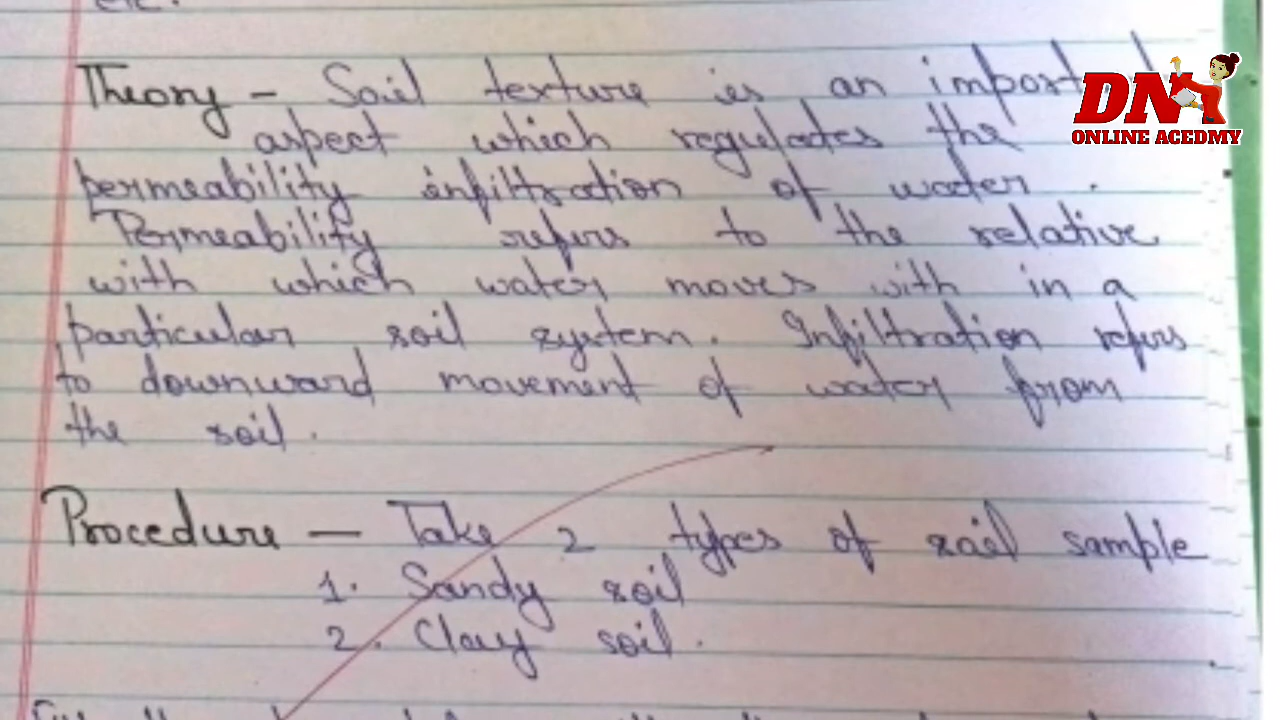 etc.
Theory - Soil texture is an important
aspect which regulates the
permeability infiltration of water.
Permeability refers to the relative
with which water moves with in a
particular soil system. Infiltration refers
to downward movement of water from
the soil.
Procedure - Take 2 types of soil sample
1. Sandy soil
2. Clay soil.
DNA
ONLINE ACEDMY